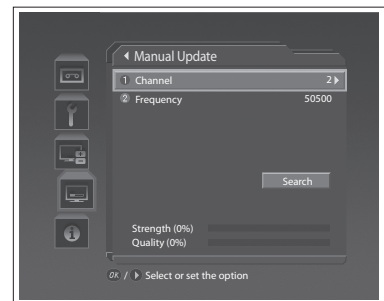 Manual Update
1 Channel 2
2 Frequency 50500
Search
Strength (0%)
Quality (0%)
OK / Select or set the option